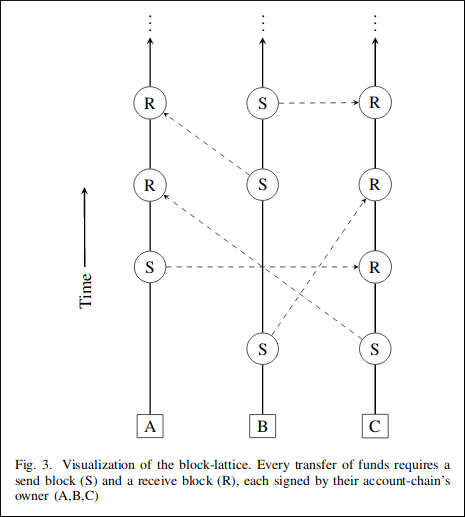 R S R
R S R
S R
S S
A B C
Time
Fig. 3. Visualization of the block-lattice. Every transfer of funds requires a
send block (S) and a receive block (R), each signed by their account-chain's
owner (A,B,C)